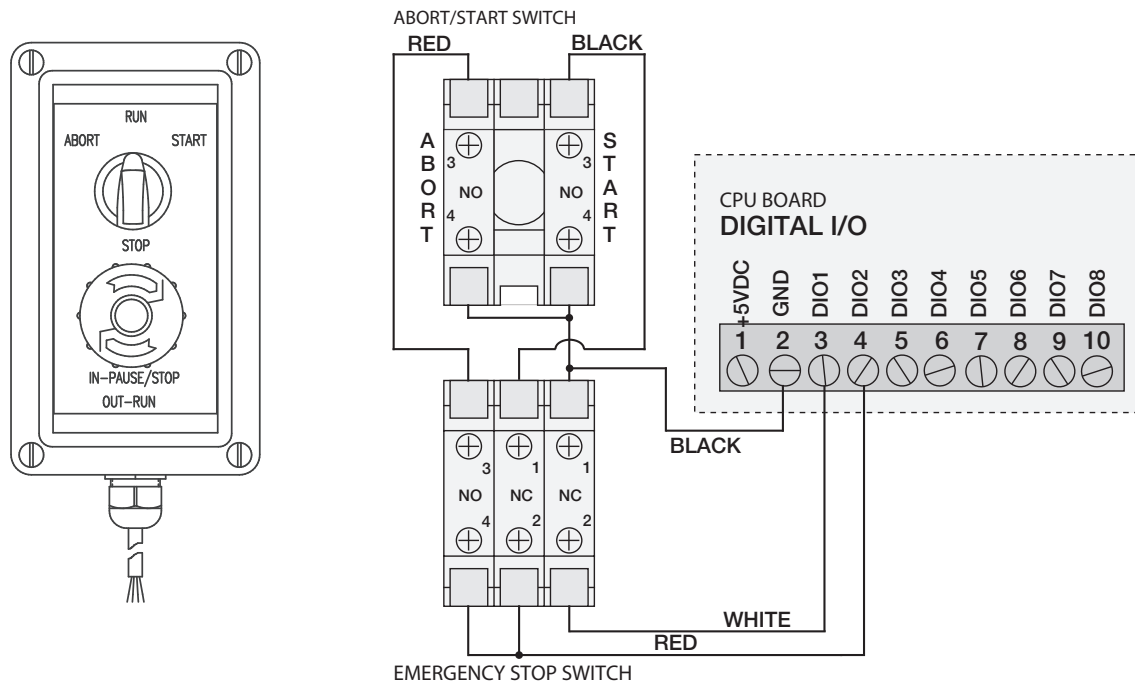 RUN
ABORT START
STOP
IN-PAUSE/STOP
OUT-RUN
ABORT/START SWITCH
RED BLACK
ABORT
START
3 3
NO NO
4 4
CPU BOARD
DIGITAL I/O
+5VDC GND DIO1 DIO2 DIO3 DIO4 DIO5 DIO6 DIO7 DIO8
1 2 3 4 5 6 7 8 9 10
BLACK
3 1 1
NO NC NC
4 2 2
WHITE
RED
EMERGENCY STOP SWITCH